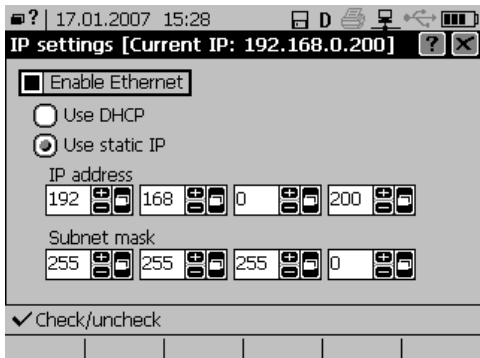 ? 17.01.2007 15:28 D
IP settings [Current IP: 192.168.0.200] ? X
Enable Ethernet
Use DHCP
Use static IP
IP address
192 168 0 200
Subnet mask
255 255 255 0
Check/uncheck